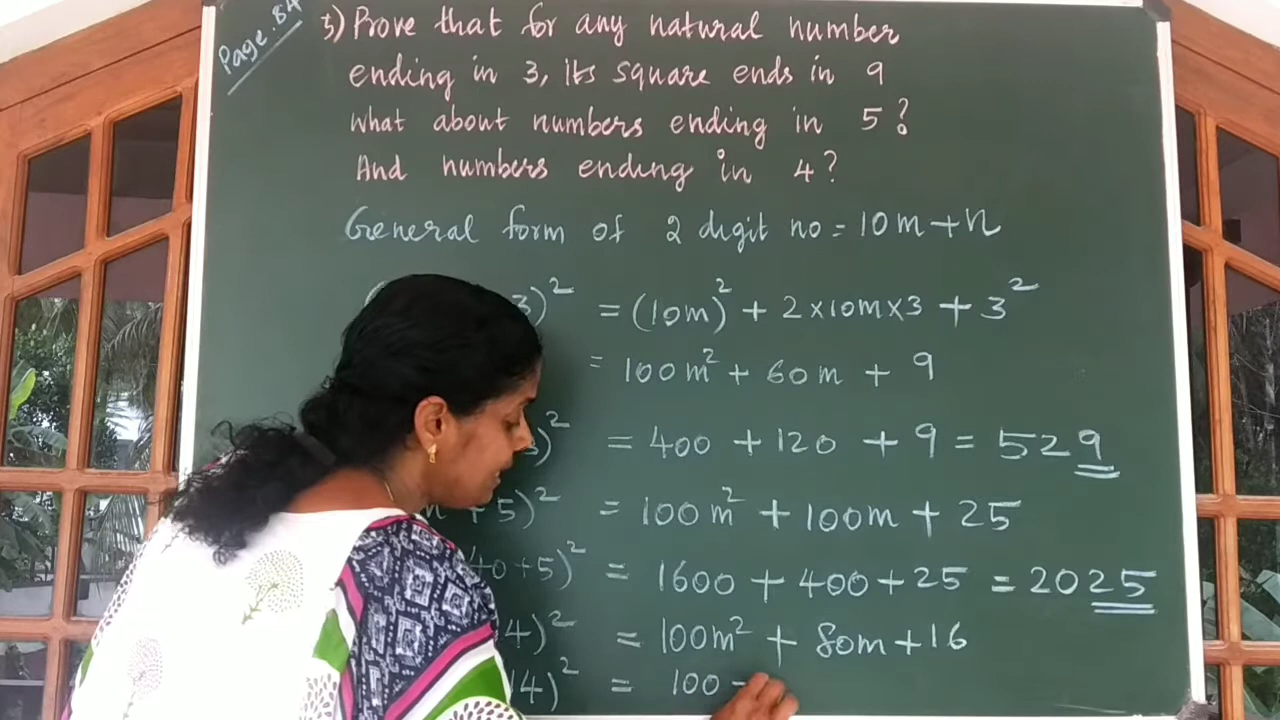 Page.84
5) Prove that for any natural number
ending in 3, its square ends in 9
what about numbers ending in 5?
And numbers ending in 4?
General form of 2 digit no = 10m+n
3)² = (10m)² + 2×10m×3 + 3²
= 100m² + 60m + 9
3)² = 400 + 120 + 9 = 529
+5)² = 100m² + 100m + 25
40+5)² = 1600 + 400 + 25 = 2025
4)² = 100m² + 80m + 16
4)² = 100